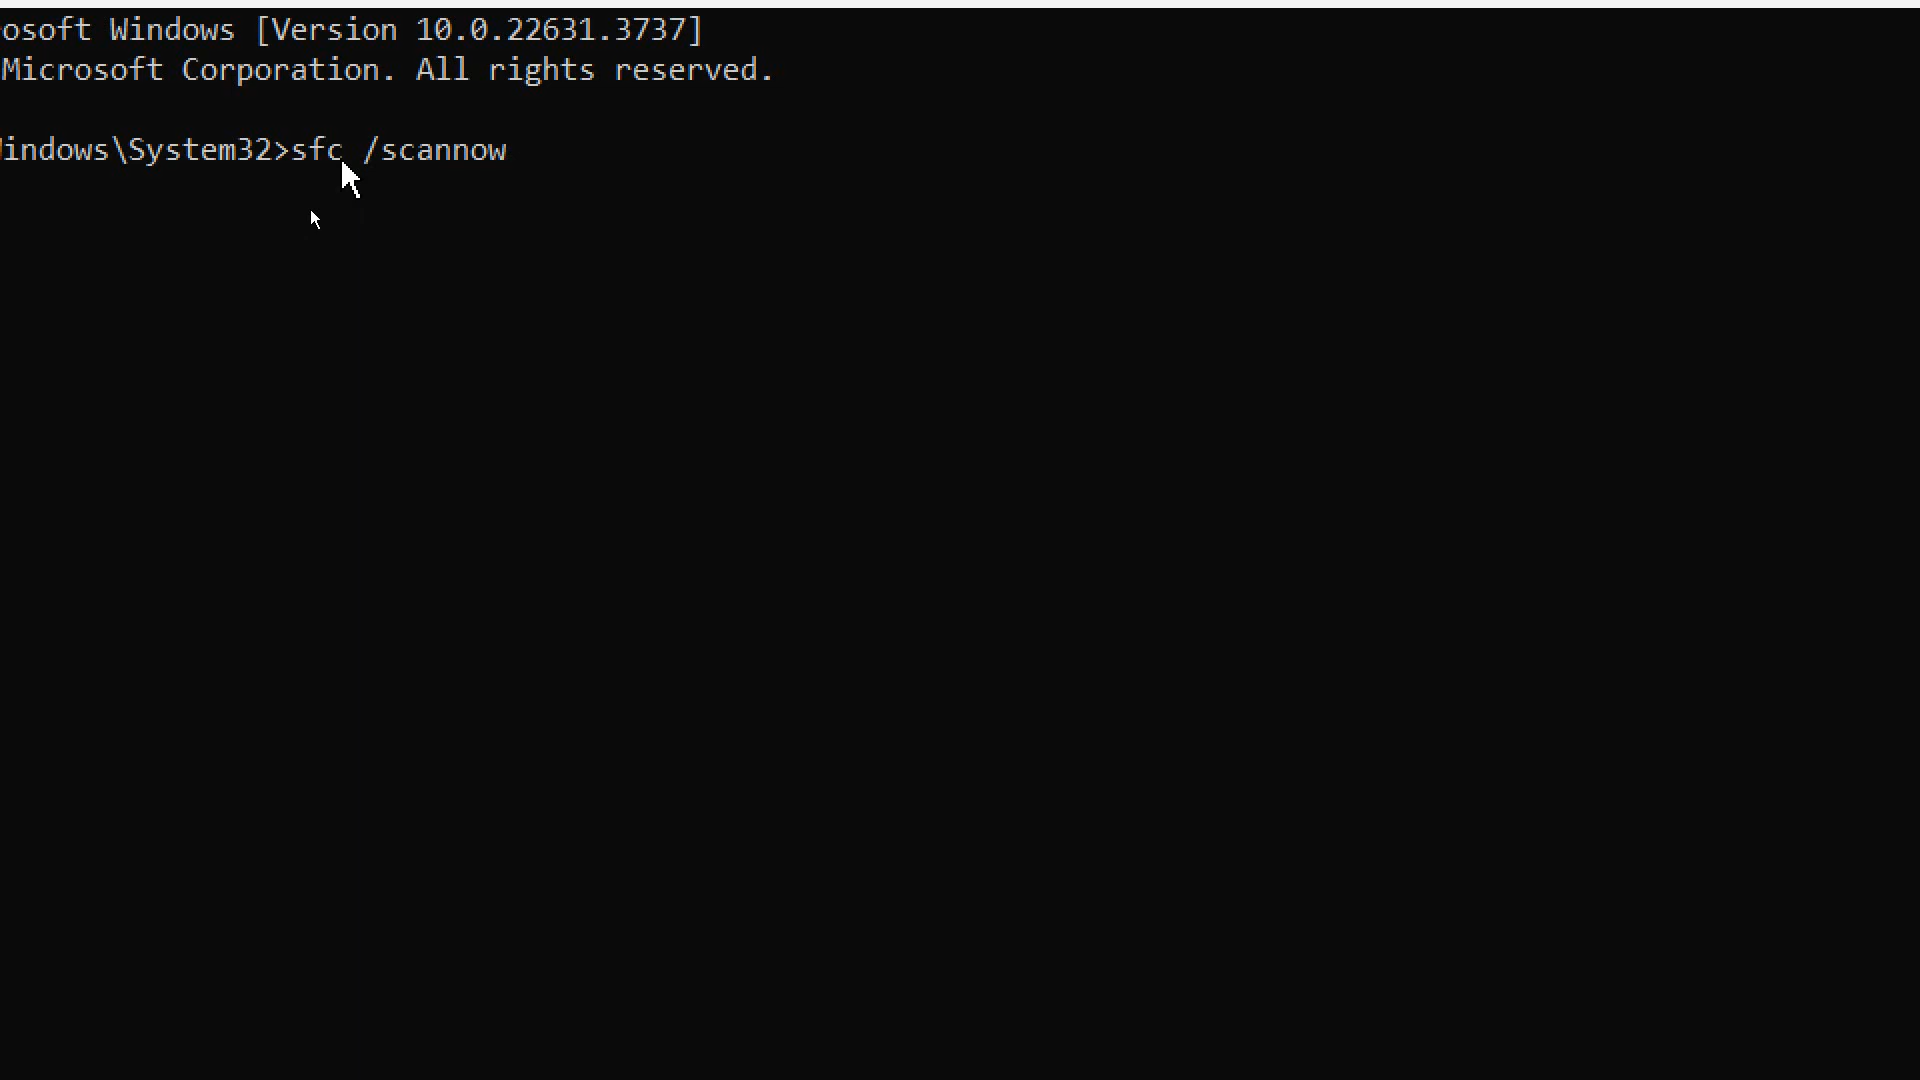 osoft Windows [Version 10.0.22631.3737]
Microsoft Corporation. All rights reserved.
indows\System32>sfc /scannow